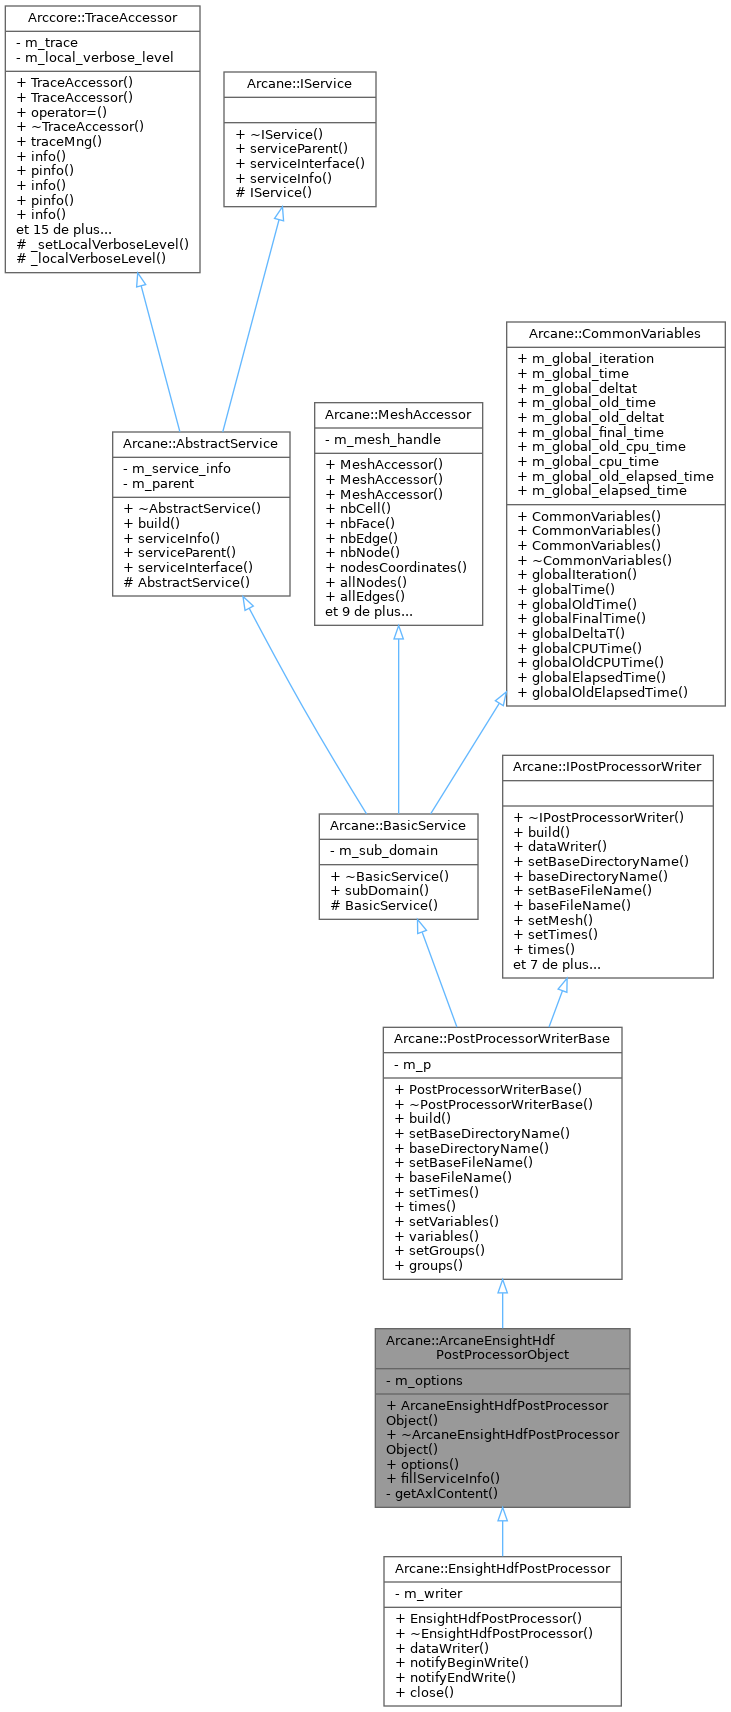 Arccore::TraceAccessor
- m_trace
- m_local_verbose_level
+ TraceAccessor()
+ TraceAccessor()
+ operator=()
+ ~TraceAccessor()
+ traceMng()
+ info()
+ pinfo()
+ info()
+ pinfo()
+ info()
et 15 de plus...
# _setLocalVerboseLevel()
# _localVerboseLevel()
Arcane::IService
+ ~IService()
+ serviceParent()
+ serviceInterface()
+ serviceInfo()
# IService()
Arcane::CommonVariables
+ m_global_iteration
+ m_global_time
+ m_global_deltat
+ m_global_old_time
+ m_global_old_deltat
+ m_global_final_time
+ m_global_old_cpu_time
+ m_global_cpu_time
+ m_global_old_elapsed_time
+ m_global_elapsed_time
+ CommonVariables()
+ CommonVariables()
+ CommonVariables()
+ ~CommonVariables()
+ globalIteration()
+ globalTime()
+ globalOldTime()
+ globalFinalTime()
+ globalDeltaT()
+ globalCPUTime()
+ globalOldCPUTime()
+ globalElapsedTime()
+ globalOldElapsedTime()
Arcane::MeshAccessor
- m_mesh_handle
+ MeshAccessor()
+ MeshAccessor()
+ MeshAccessor()
+ nbCell()
+ nbFace()
+ nbEdge()
+ nbNode()
+ nodesCoordinates()
+ allNodes()
+ allEdges()
et 9 de plus...
Arcane::AbstractService
- m_service_info
- m_parent
+ ~AbstractService()
+ build()
+ serviceInfo()
+ serviceParent()
+ serviceInterface()
# AbstractService()
Arcane::IPostProcessorWriter
+ ~IPostProcessorWriter()
+ build()
+ dataWriter()
+ setBaseDirectoryName()
+ baseDirectoryName()
+ setBaseFileName()
+ baseFileName()
+ setMesh()
+ setTimes()
+ times()
et 7 de plus...
Arcane::BasicService
- m_sub_domain
+ ~BasicService()
+ subDomain()
# BasicService()
Arcane::PostProcessorWriterBase
- m_p
+ PostProcessorWriterBase()
+ ~PostProcessorWriterBase()
+ build()
+ setBaseDirectoryName()
+ baseDirectoryName()
+ setBaseFileName()
+ baseFileName()
+ setTimes()
+ times()
+ setVariables()
+ variables()
+ setGroups()
+ groups()
Arcane::ArcaneEnsightHdf
PostProcessorObject
- m_options
+ ArcaneEnsightHdfPostProcessor
Object()
+ ~ArcaneEnsightHdfPostProcessor
Object()
+ options()
+ fillServiceInfo()
- getAxlContent()
Arcane::EnsightHdfPostProcessor
- m_writer
+ EnsightHdfPostProcessor()
+ ~EnsightHdfPostProcessor()
+ dataWriter()
+ notifyBeginWrite()
+ notifyEndWrite()
+ close()